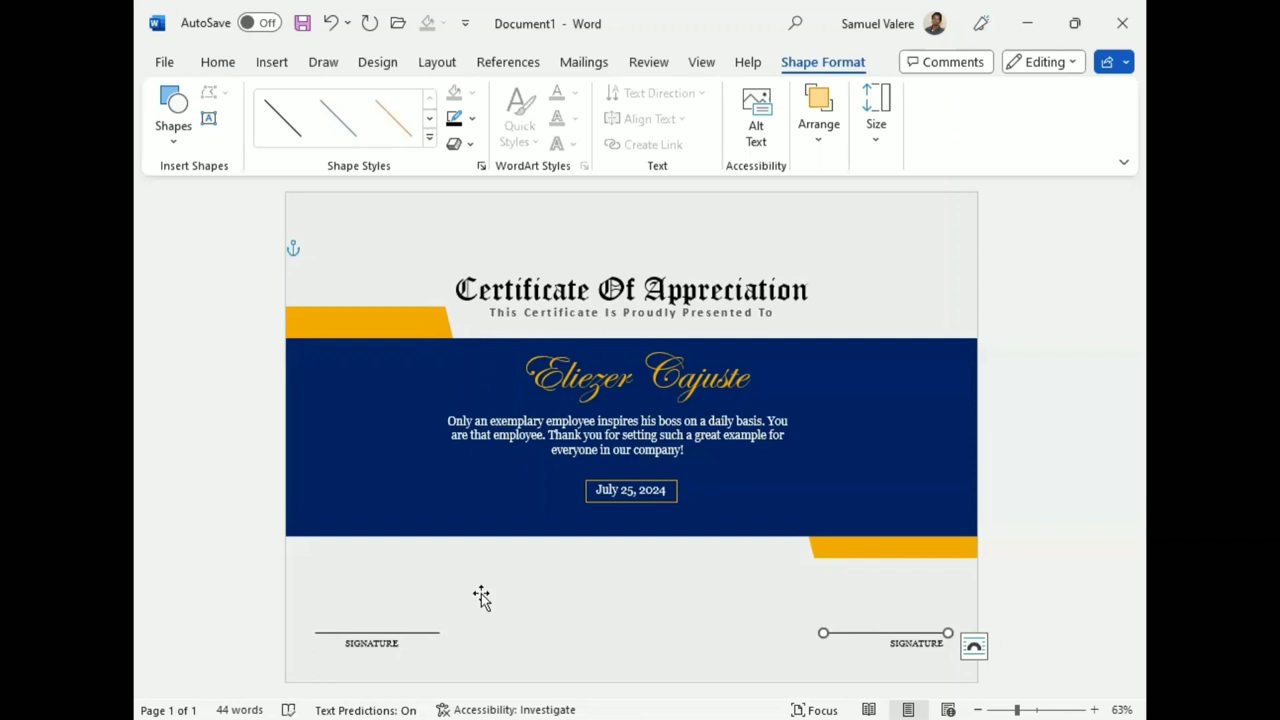 AutoSave Off Document1 - Word Samuel Valere
File Home Insert Draw Design Layout References Mailings Review View Help Shape Format Comments Editing
Shapes
Quick
Styles
Text Direction
Align Text
Create Link
Alt
Text
Arrange
Size
Insert Shapes Shape Styles WordArt Styles Text Accessibility
Certificate Of Appreciation
This Certificate Is Proudly Presented To
Eliezer Cajuste
Only an exemplary employee inspires his boss on a daily basis. You
are that employee. Thank you for setting such a great example for
everyone in our company!
July 25, 2024
SIGNATURE SIGNATURE
Page 1 of 1 44 words Text Predictions: On Accessibility: Investigate Focus 63%